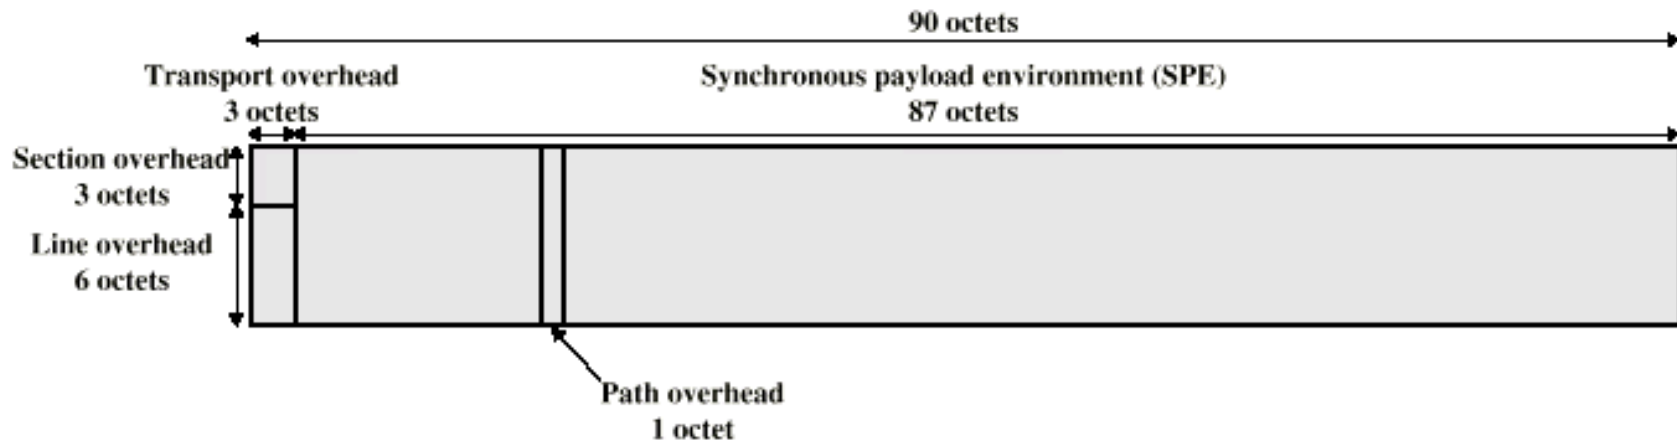 90 octets
Transport overhead
3 octets
Synchronous payload environment (SPE)
87 octets
Section overhead
3 octets
Line overhead
6 octets
Path overhead
1 octet